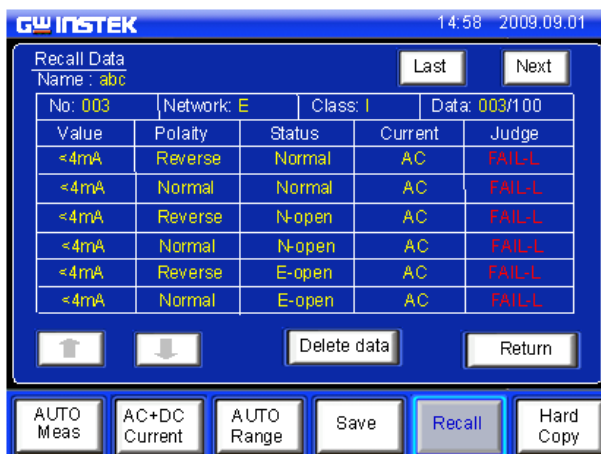 GW INSTEK 14:58 2009.09.01
Recall Data Last Next
Name : abc
No: 003 Network: E Class: I Data: 003/100
Value Polaity Status Current Judge
<4mA Reverse Normal AC FAIL-L
<4mA Normal Normal AC FAIL-L
<4mA Reverse N-open AC FAIL-L
<4mA Normal N-open AC FAIL-L
<4mA Reverse E-open AC FAIL-L
<4mA Normal E-open AC FAIL-L
Delete data Return
AUTO Meas AC+DC Current AUTO Range Save Recall Hard Copy